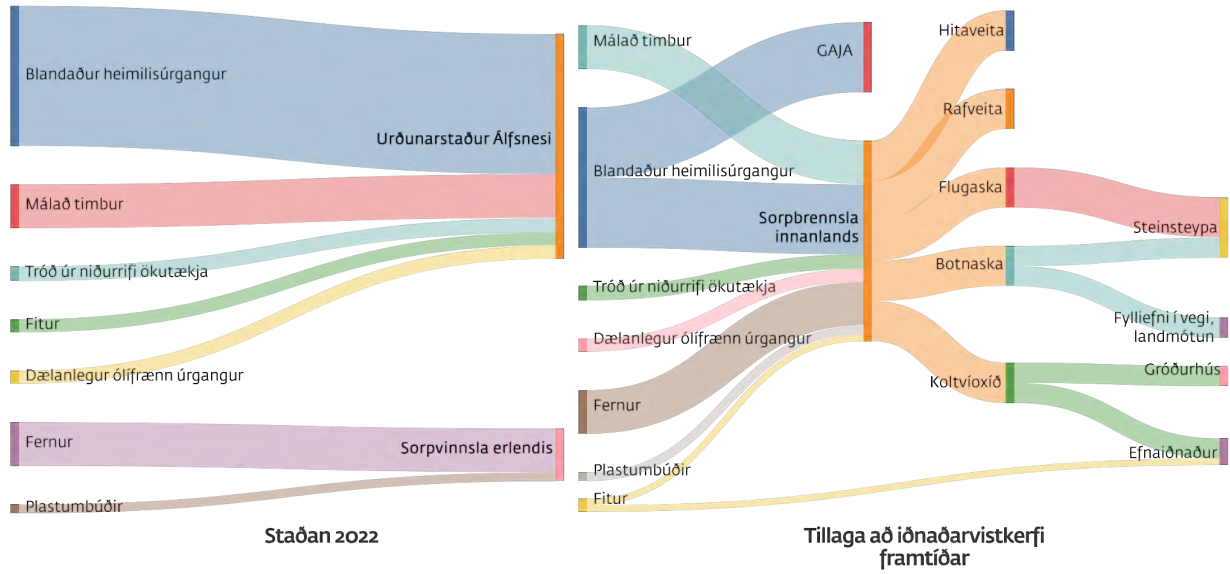 Blandaður heimilisúrgangur
Urðunarstaður Álfsnesi
Málað timbur
Tróð úr niðurrifi ökutækja
Fitur
Dælanlegur ólífrænn úrgangur
Fernur
Sorpvinnsla erlendis
Plastumbúðir
Staðan 2022
Málað timbur
GAJA
Hitaveita
Rafveita
Blandaður heimilisúrgangur
Flugaska
Sorpbrennsla
innanlands
Steinsteypa
Botnaska
Tróð úr niðurrifi ökutækja
Fylliefni í vegi,
landmótun
Dælanlegur ólífrænn úrgangur
Gróðurhús
Koltvíoxíð
Fernur
Efnaiðnaður
Plastumbúðir
Fitur
Tillaga að iðnaðarvistkerfi
framtíðar